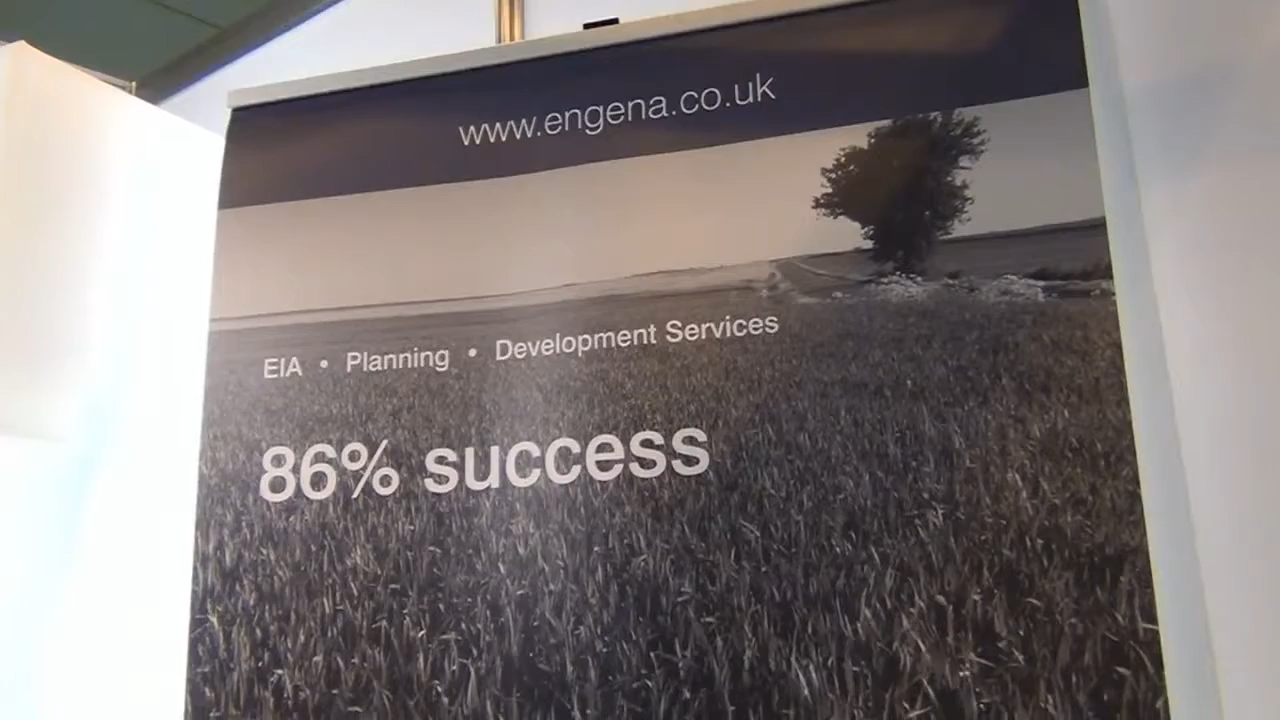 www.engena.co.uk
EIA • Planning • Development Services
86% success